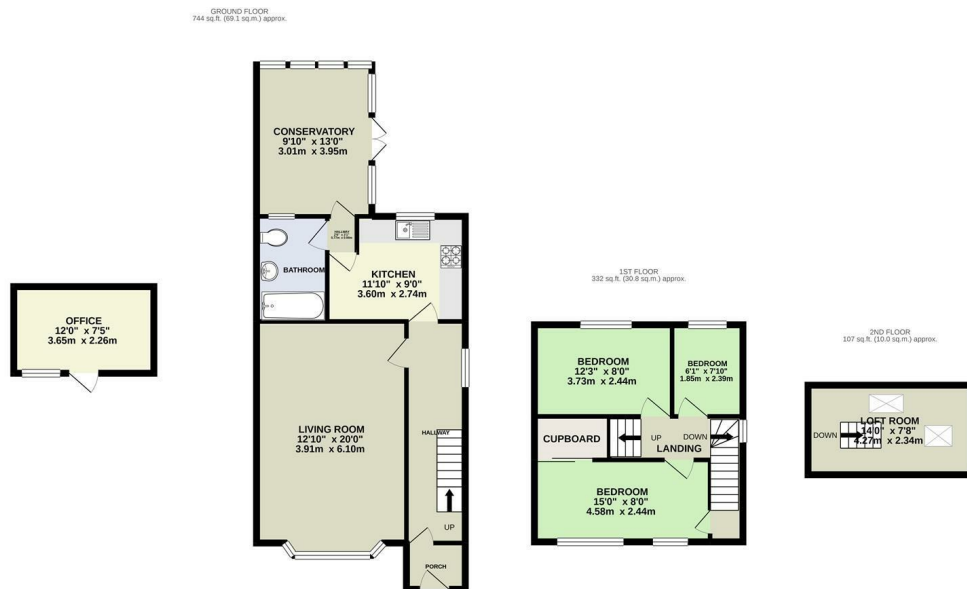 GROUND FLOOR
744 sq.ft. (69.1 sq.m.) approx.
CONSERVATORY
9'10" x 13'0"
3.01m x 3.95m
HALLWAY
BATHROOM
KITCHEN
11'10" x 9'0"
3.60m x 2.74m
OFFICE
12'0" x 7'5"
3.65m x 2.26m
LIVING ROOM
12'10" x 20'0"
3.91m x 6.10m
HALLWAY
UP
PORCH
1ST FLOOR
332 sq.ft. (30.8 sq.m.) approx.
BEDROOM
12'3" x 8'0"
3.73m x 2.44m
BEDROOM
6'1" x 7'10"
1.85m x 2.39m
CUPBOARD
UP
DOWN
LANDING
BEDROOM
15'0" x 8'0"
4.58m x 2.44m
2ND FLOOR
107 sq.ft. (10.0 sq.m.) approx.
LOFT ROOM
14'0" x 7'8"
4.27m x 2.34m
DOWN